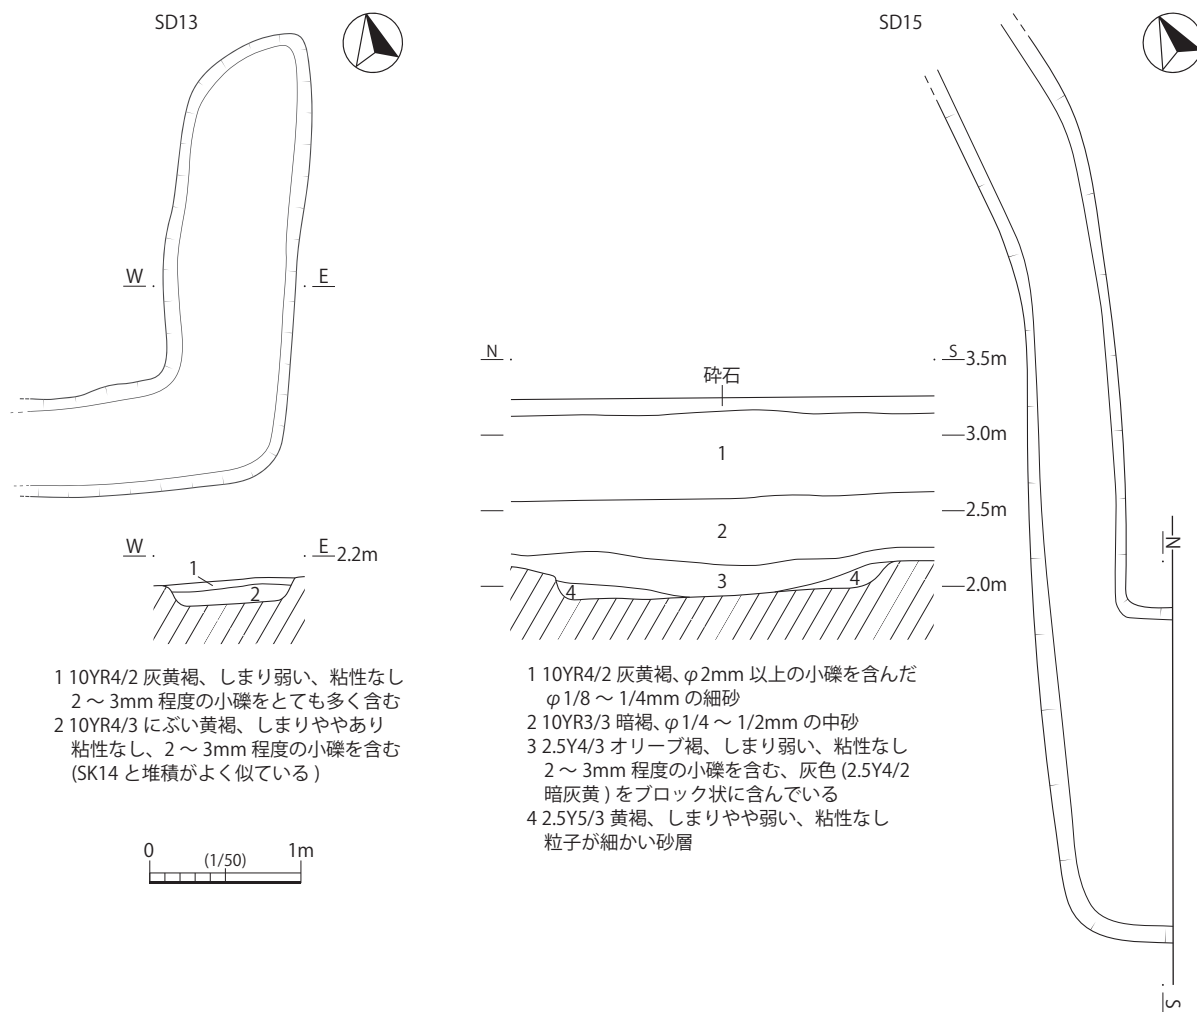 SD13
SD15
W
E
N
S
3.5m
砕石
3.0m
1
2.5m
2
W
E
2.2m
1
2
3
4
4
2.0m
N
1 10YR4/2 灰黄褐、しまり弱い、粘性なし
2 ~ 3mm 程度の小礫をとても多く含む
2 10YR4/3 にぶい黄褐、しまりややあり
粘性なし、2 ~ 3mm 程度の小礫を含む
(SK14 と堆積がよく似ている )
1 10YR4/2 灰黄褐、φ2mm 以上の小礫を含んだ
φ1/8 ~ 1/4mm の細砂
2 10YR3/3 暗褐、φ1/4 ~ 1/2mm の中砂
3 2.5Y4/3 オリーブ褐、しまり弱い、粘性なし
2 ~ 3mm 程度の小礫を含む、灰色 (2.5Y4/2
暗灰黄 ) をブロック状に含んでいる
4 2.5Y5/3 黄褐、しまりやや弱い、粘性なし
粒子が細かい砂層
0
(1/50)
1m
S